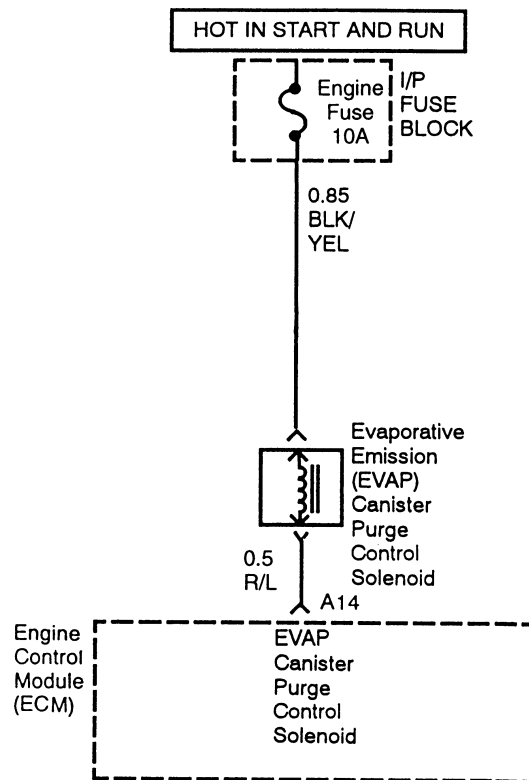 HOT IN START AND RUN
Engine
Fuse
10A
I/P
FUSE
BLOCK
0.85
BLK/
YEL
Evaporative
Emission
(EVAP)
Canister
Purge
Control
Solenoid
0.5
R/L
A14
Engine
Control
Module
(ECM)
EVAP
Canister
Purge
Control
Solenoid